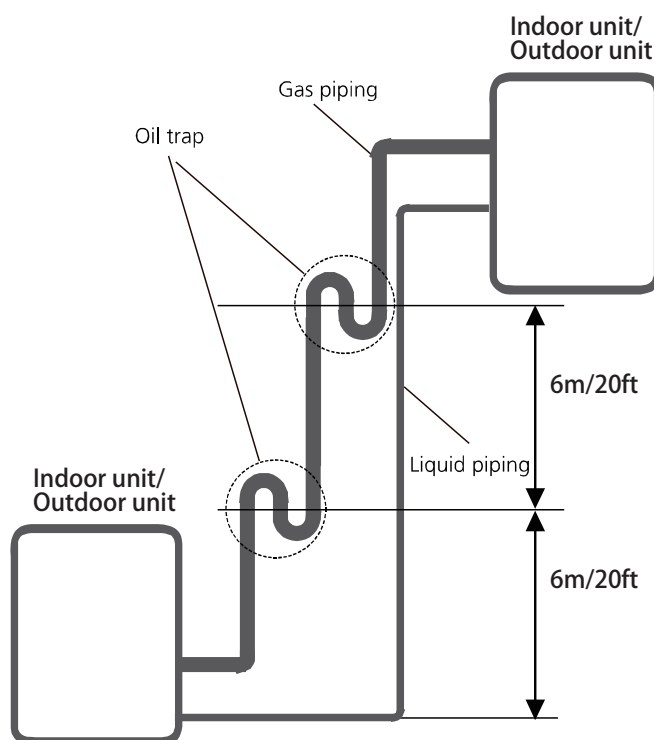 Indoor unit/
Outdoor unit
Gas piping
Oil trap
6m/20ft
Liquid piping
Indoor unit/
Outdoor unit
6m/20ft